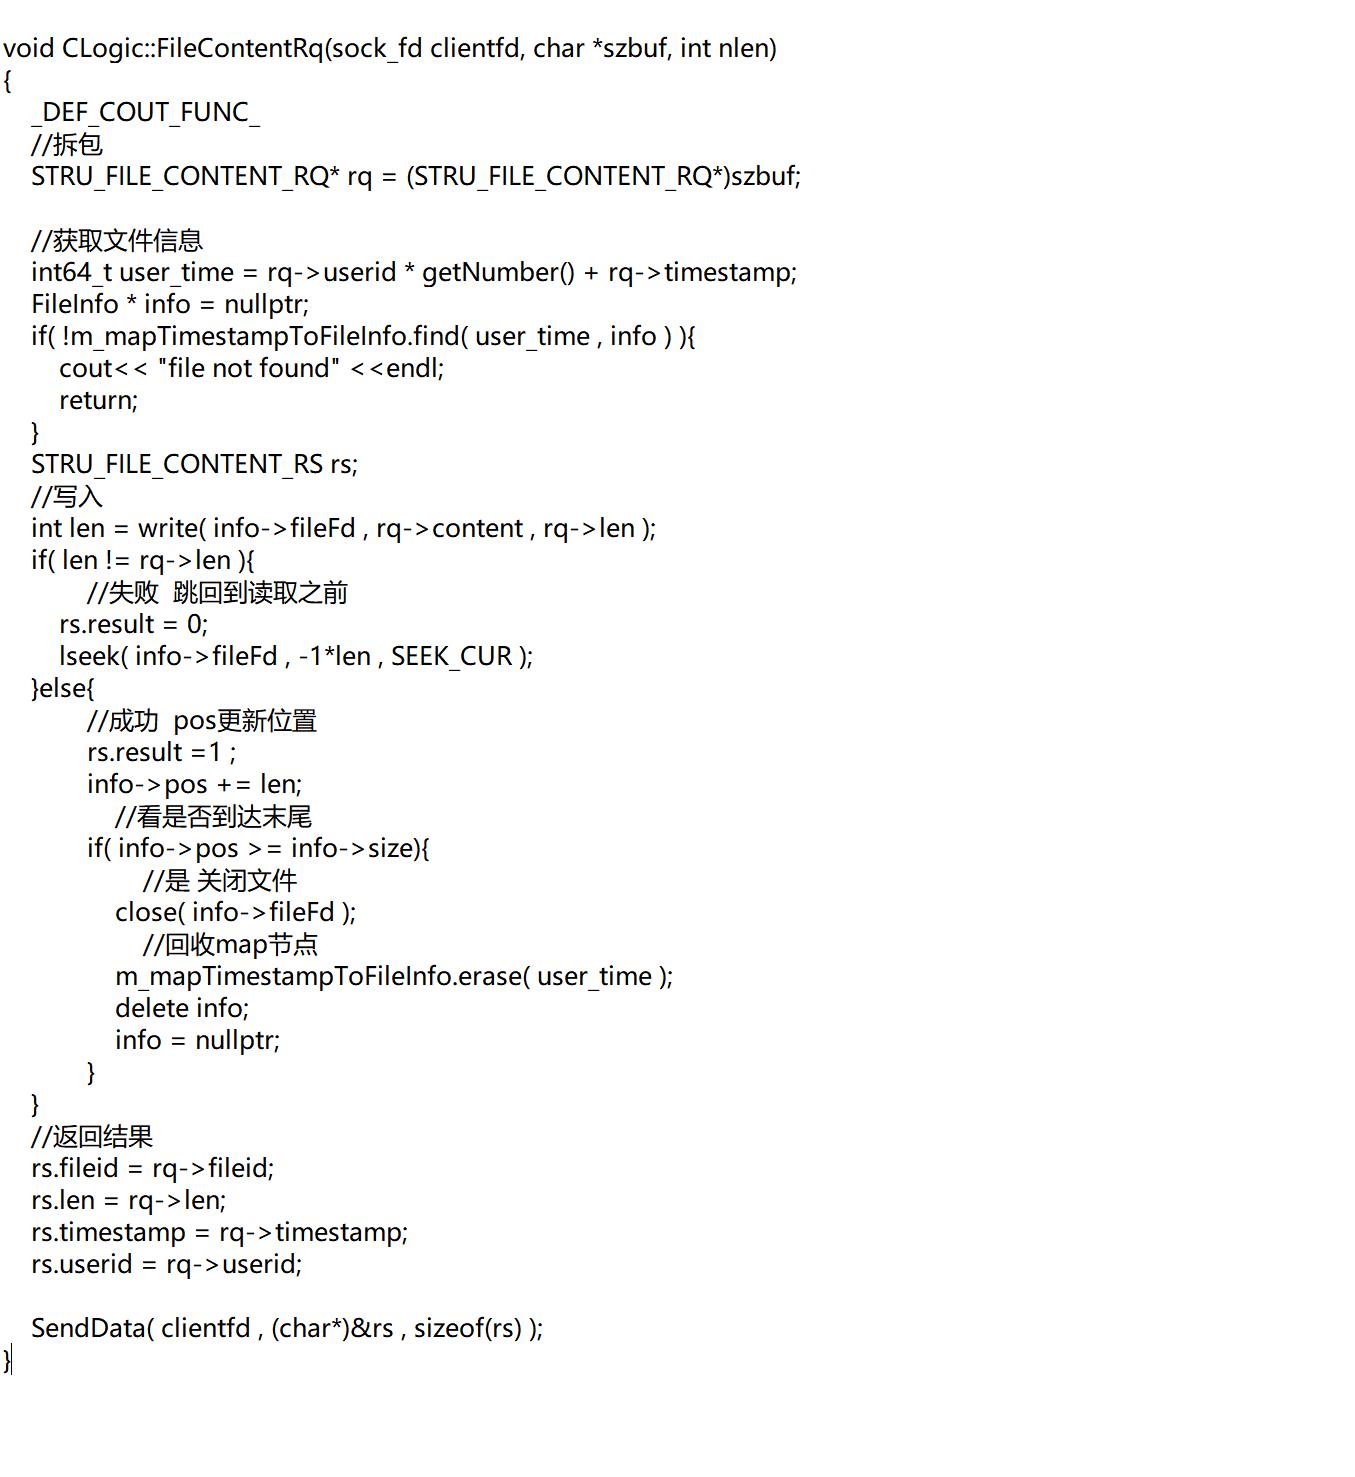 void CLogic::FileContentRq(sock_fd clientfd, char *szbuf, int nlen)
{
_DEF_COUT_FUNC_
//拆包
STRU_FILE_CONTENT_RQ* rq = (STRU_FILE_CONTENT_RQ*)szbuf;
//获取文件信息
int64_t user_time = rq->userid * getNumber() + rq->timestamp;
FileInfo * info = nullptr;
if( !m_mapTimestampToFileInfo.find( user_time , info ) ){
cout<< "file not found" <<endl;
return;
}
STRU_FILE_CONTENT_RS rs;
//写入
int len = write( info->fileFd , rq->content , rq->len );
if( len != rq->len ){
//失败  跳回到读取之前
rs.result = 0;
lseek( info->fileFd , -1*len , SEEK_CUR );
}else{
//成功  pos更新位置
rs.result =1 ;
info->pos += len;
//看是否到达末尾
if( info->pos >= info->size){
//是 关闭文件
close( info->fileFd );
//回收map节点
m_mapTimestampToFileInfo.erase( user_time );
delete info;
info = nullptr;
}
}
//返回结果
rs.fileid = rq->fileid;
rs.len = rq->len;
rs.timestamp = rq->timestamp;
rs.userid = rq->userid;
SendData( clientfd , (char*)&rs , sizeof(rs) );
}